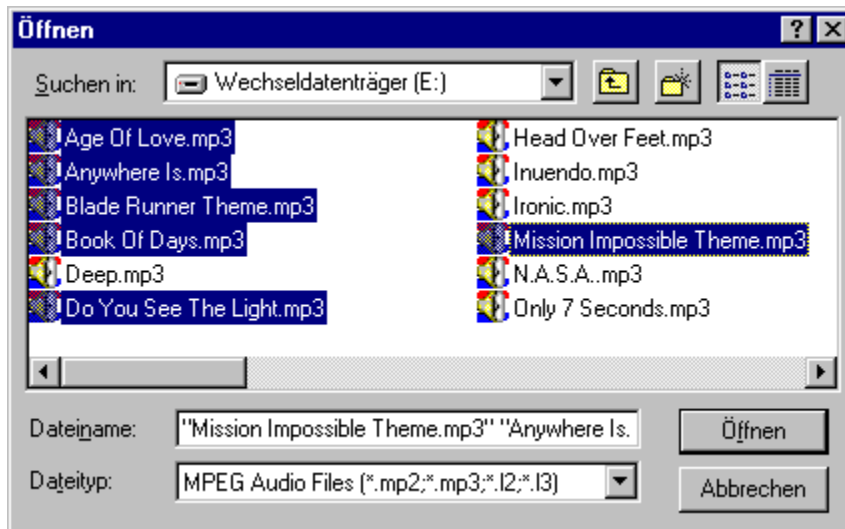 Öffnen
Suchen in: Wechseldatenträger (E:)
Age Of Love.mp3
Anywhere Is.mp3
Blade Runner Theme.mp3
Book Of Days.mp3
Deep.mp3
Do You See The Light.mp3
Head Over Feet.mp3
Inuendo.mp3
Ironic.mp3
Mission Impossible Theme.mp3
N.A.S.A..mp3
Only 7 Seconds.mp3
Dateiname: "Mission Impossible Theme.mp3" "Anywhere Is. Öffnen
Dateityp: MPEG Audio Files (*.mp2;*.mp3;*.l2;*.l3) Abbrechen